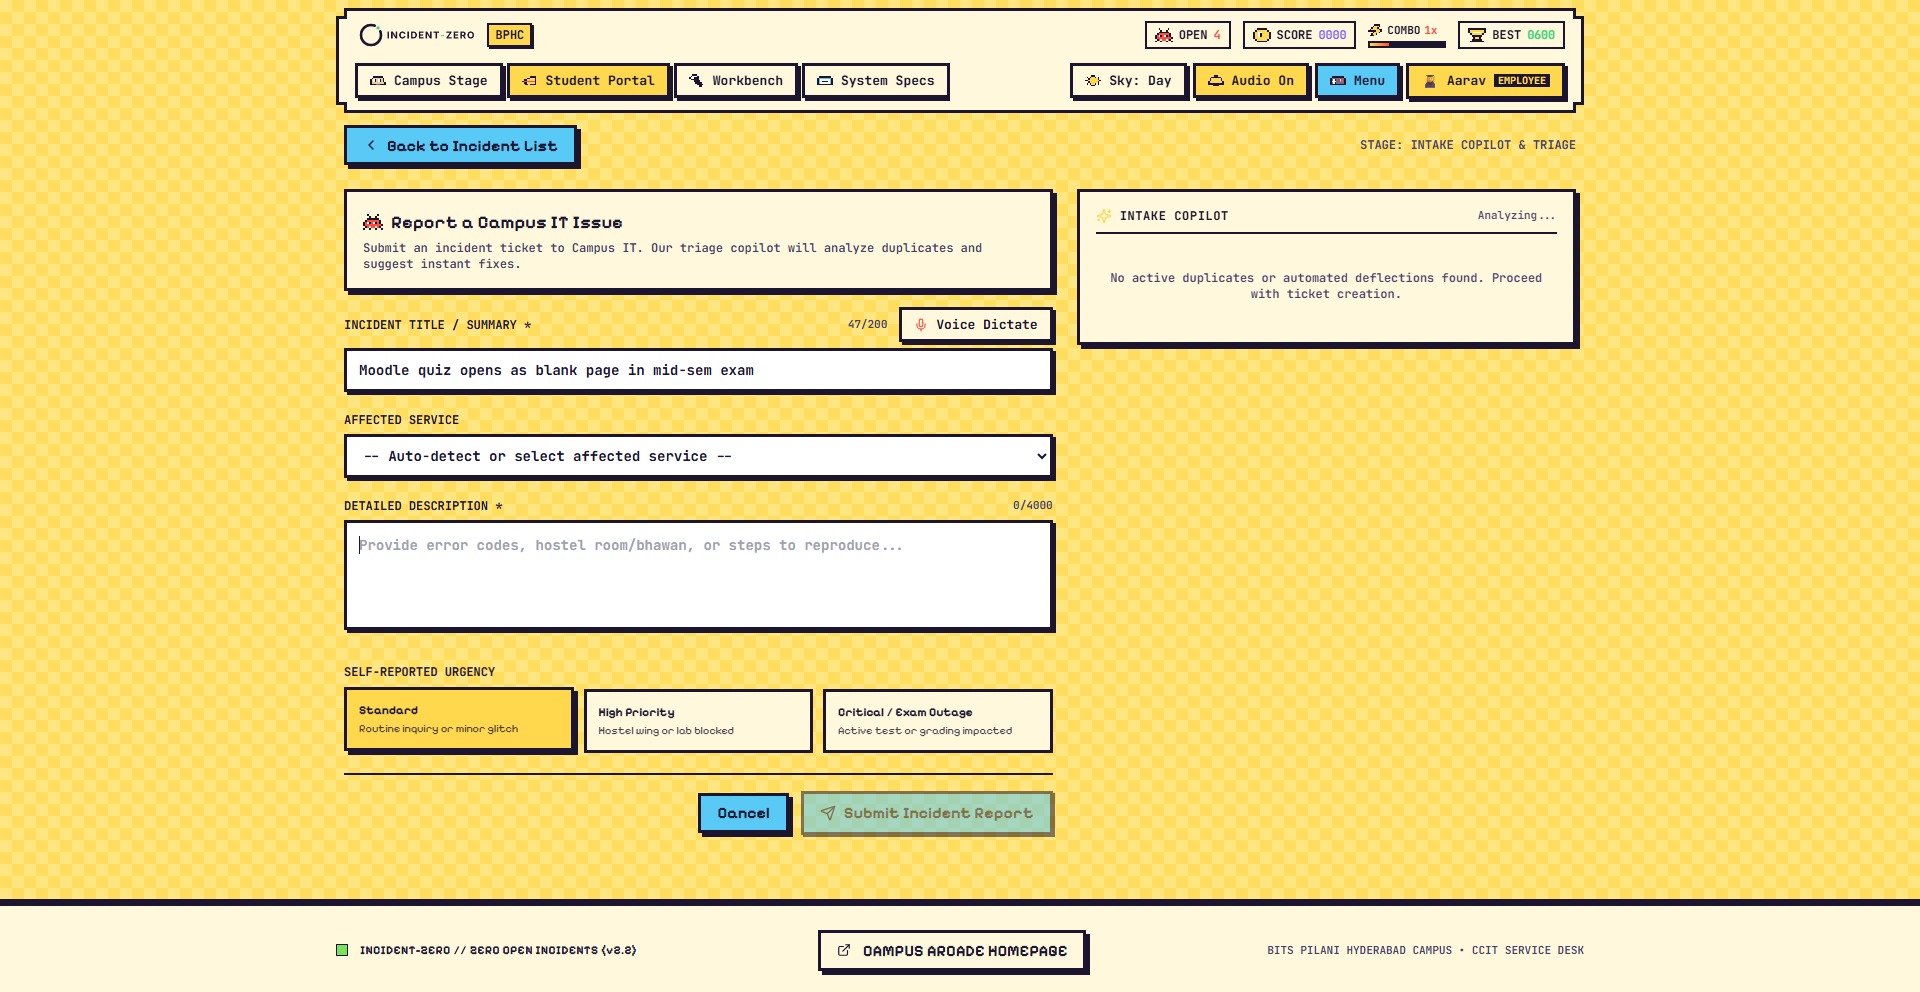 INCIDENT-ZERO BPHC OPEN 4 SCORE 0000 COMBO 1x BEST 0600
Campus Stage Student Portal Workbench System Specs Sky: Day Audio On Menu Aarav EMPLOYEE
Back to Incident List STAGE: INTAKE COPILOT & TRIAGE
Report a Campus IT Issue
Submit an incident ticket to Campus IT. Our triage copilot will analyze duplicates and
suggest instant fixes.
INTAKE COPILOT Analyzing...
No active duplicates or automated deflections found. Proceed
with ticket creation.
INCIDENT TITLE / SUMMARY * 47/200 Voice Dictate
Moodle quiz opens as blank page in mid-sem exam
AFFECTED SERVICE
-- Auto-detect or select affected service --
DETAILED DESCRIPTION * 0/4000
Provide error codes, hostel room/bhawan, or steps to reproduce...
SELF-REPORTED URGENCY
Standard
Routine inquiry or minor glitch
High Priority
Hostel wing or lab blocked
Critical / Exam Outage
Active test or grading impacted
Cancel Submit Incident Report
INCIDENT-ZERO // ZERO OPEN INCIDENTS (v2.2) CAMPUS ARCADE HOMEPAGE BITS PILANI HYDERABAD CAMPUS • CCIT SERVICE DESK